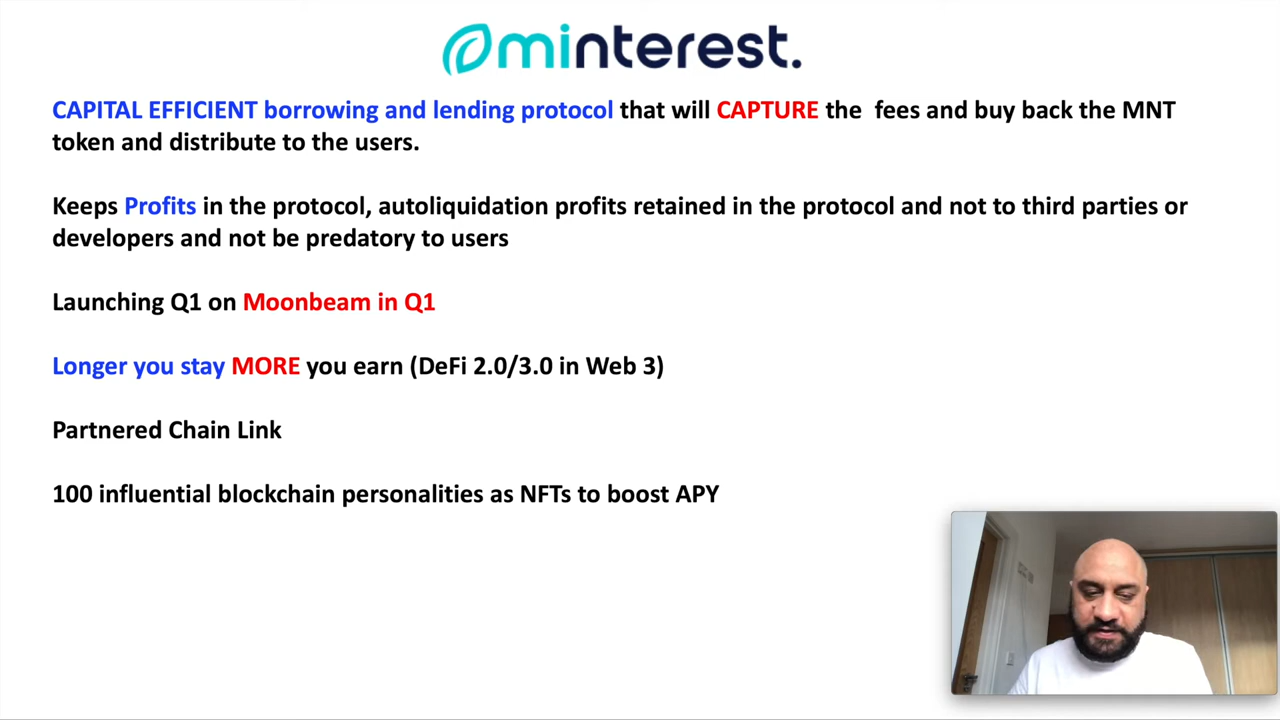 minterest.
CAPITAL EFFICIENT borrowing and lending protocol that will CAPTURE the  fees and buy back the MNT
token and distribute to the users.
Keeps Profits in the protocol, autoliquidation profits retained in the protocol and not to third parties or
developers and not be predatory to users
Launching Q1 on Moonbeam in Q1
Longer you stay MORE you earn (DeFi 2.0/3.0 in Web 3)
Partnered Chain Link
100 influential blockchain personalities as NFTs to boost APY